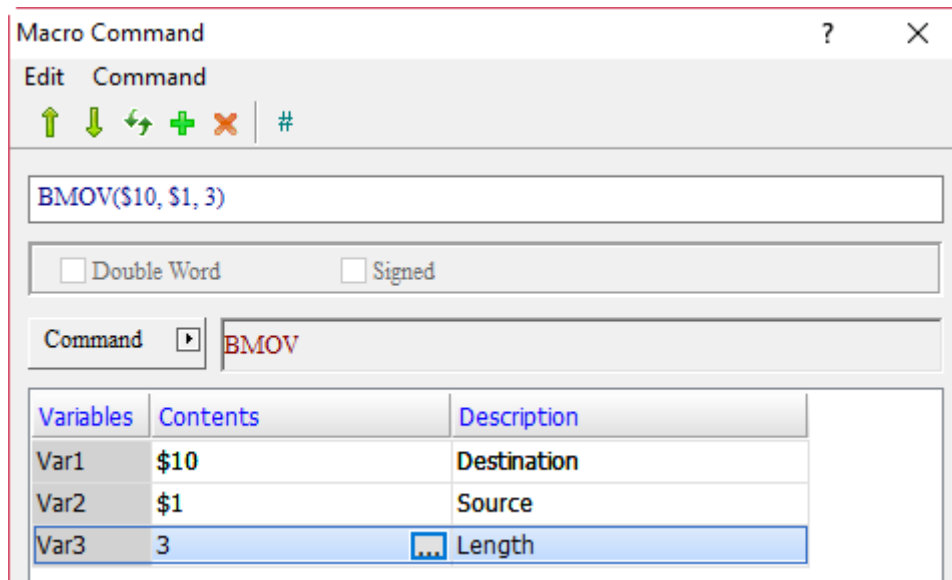 Macro Command ?
Edit Command
#
BMOV($10, $1, 3)
Double Word Signed
Command BMOV
Variables Contents Description
Var1 $10 Destination
Var2 $1 Source
Var3 3 ... Length